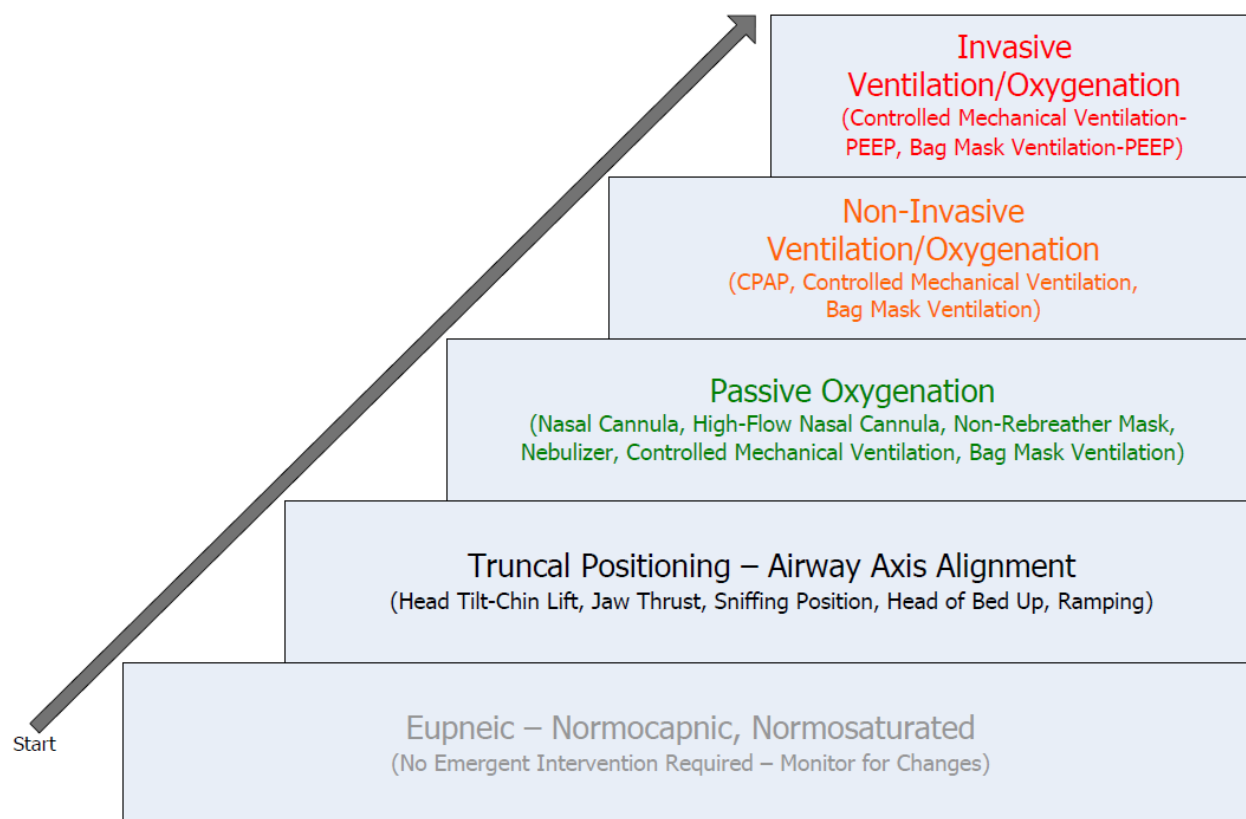 Invasive
Ventilation/Oxygenation
(Controlled Mechanical Ventilation-
PEEP, Bag Mask Ventilation-PEEP)
Non-Invasive
Ventilation/Oxygenation
(CPAP, Controlled Mechanical Ventilation,
Bag Mask Ventilation)
Passive Oxygenation
(Nasal Cannula, High-Flow Nasal Cannula, Non-Rebreather Mask,
Nebulizer, Controlled Mechanical Ventilation, Bag Mask Ventilation)
Truncal Positioning – Airway Axis Alignment
(Head Tilt-Chin Lift, Jaw Thrust, Sniffing Position, Head of Bed Up, Ramping)
Eupneic – Normocapnic, Normosaturated
(No Emergent Intervention Required – Monitor for Changes)
Start